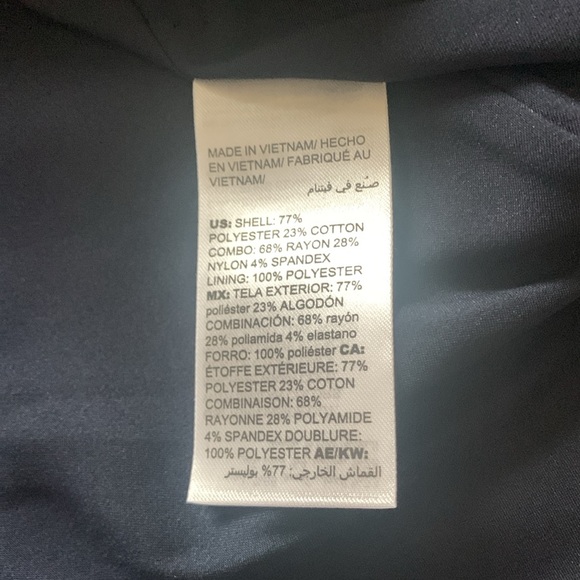 MADE IN VIETNAM/ HECHO
EN VIETNAM/ FABRIQUÉ AU
VIETNAM/
صُنع في فيتنام
US: SHELL: 77%
POLYESTER 23% COTTON
COMBO: 68% RAYON 28%
NYLON 4% SPANDEX
LINING: 100% POLYESTER
MX: TELA EXTERIOR: 77%
poliéster 23% ALGODÓN
COMBINACIÓN: 68% rayón
28% poliamida 4% elastano
FORRO: 100% poliéster CA:
ÉTOFFE EXTÉRIEURE: 77%
POLYESTER 23% COTON
COMBINAISON: 68%
RAYONNE 28% POLYAMIDE
4% SPANDEX DOUBLURE:
100% POLYESTER AE/KW:
القماش الخارجي: 77% بوليستر